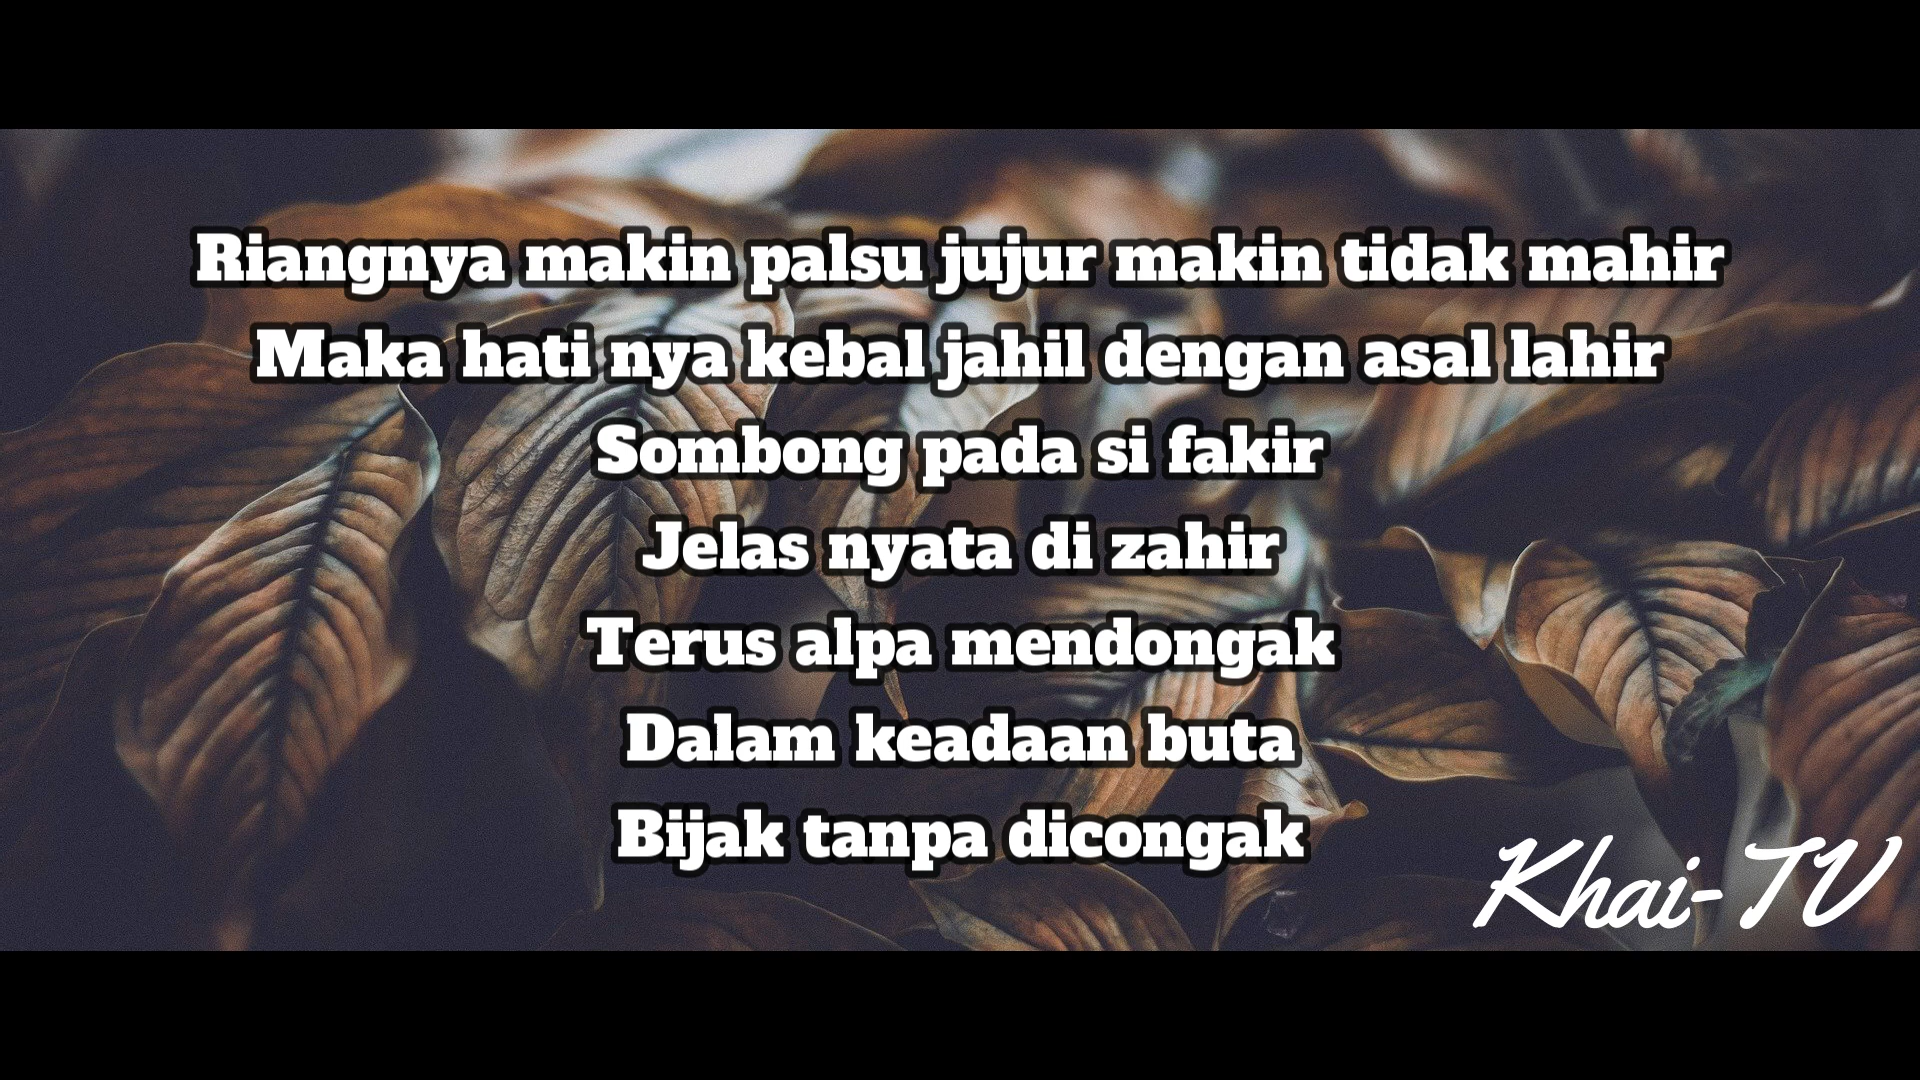 Riangnya makin palsu jujur makin tidak mahir
Maka hati nya kebal jahil dengan asal lahir
Sombong pada si fakir
Jelas nyata di zahir
Terus alpa mendongak
Dalam keadaan buta
Bijak tanpa dicongak
Khai-TV